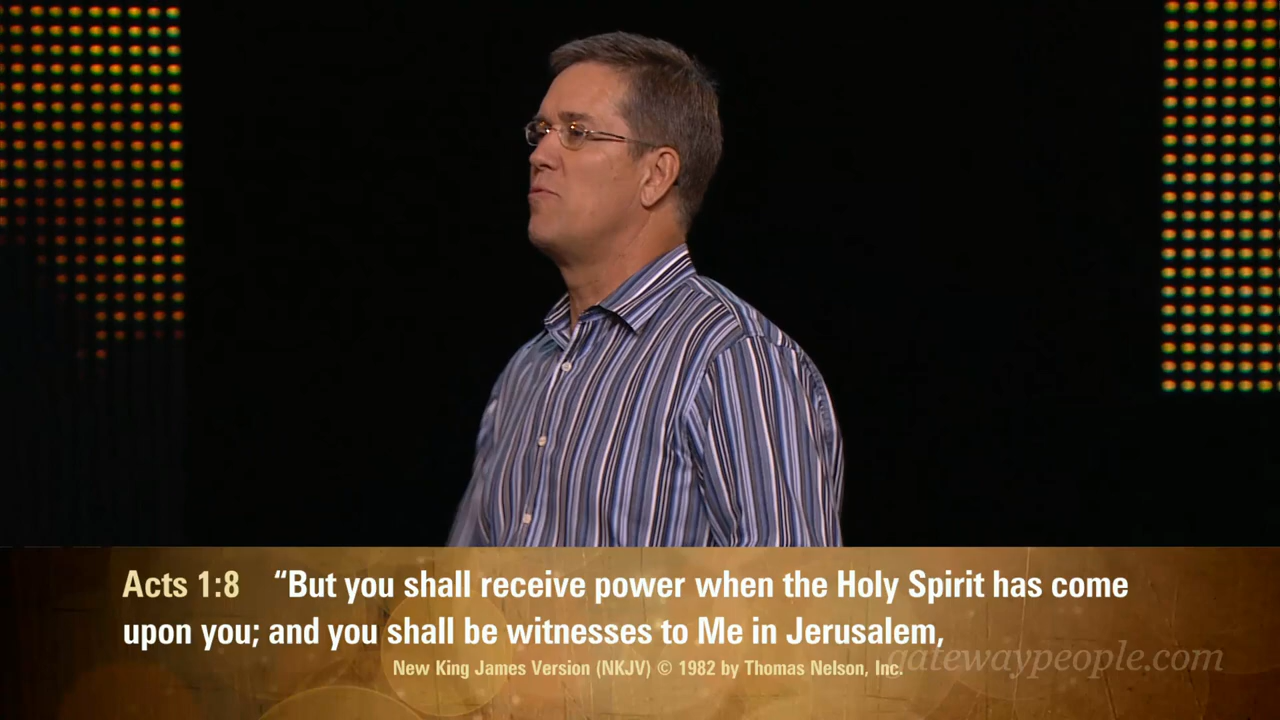 Acts 1:8 “But you shall receive power when the Holy Spirit has come
upon you; and you shall be witnesses to Me in Jerusalem,
New King James Version (NKJV) © 1982 by Thomas Nelson, Inc.
gatewaypeople.com